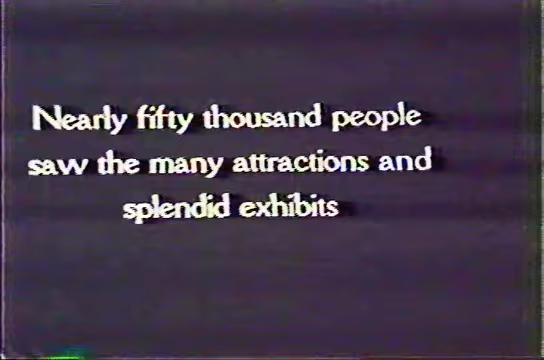 Nearly fifty thousand people
saw the many attractions and
splendid exhibits